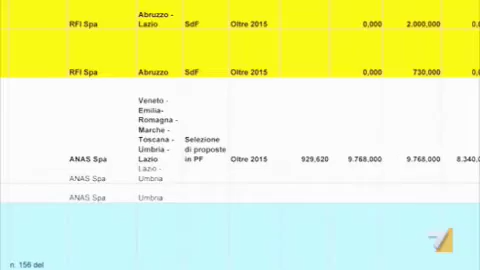 RFI Spa Abruzzo - Lazio SdF Oltre 2015 0,000 2.000,000
RFI Spa Abruzzo SdF Oltre 2015 0,000 730,000
ANAS Spa Veneto - Emilia- Romagna - Marche - Toscana - Umbria - Lazio Selezione di proposte in PF Oltre 2015 929,620 9.768,000 9.768,000 8.340,
ANAS Spa Lazio - Umbria
ANAS Spa Umbria
n. 156 del